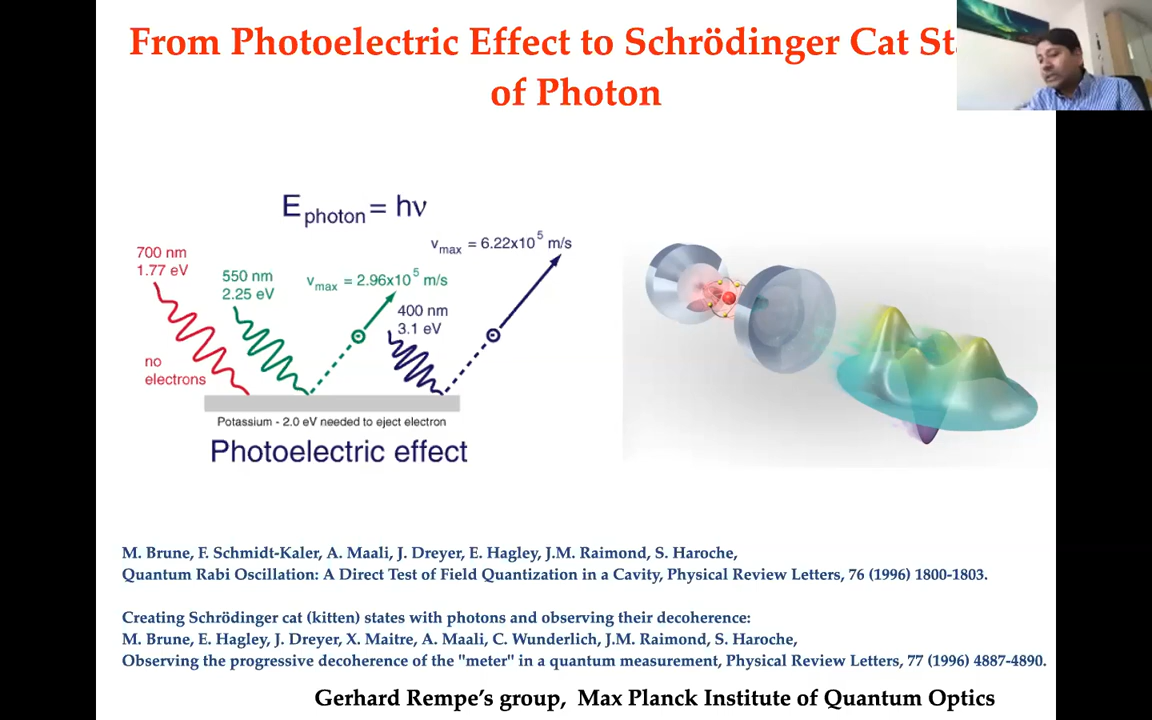 From Photoelectric Effect to Schrödinger Cat St
of Photon
E photon = hν
700 nm
1.77 eV
550 nm
2.25 eV
vmax = 2.96x10^5 m/s
vmax = 6.22x10^5 m/s
400 nm
3.1 eV
no
electrons
Potassium - 2.0 eV needed to eject electron
Photoelectric effect
M. Brune, F. Schmidt-Kaler, A. Maali, J. Dreyer, E. Hagley, J.M. Raimond, S. Haroche,
Quantum Rabi Oscillation: A Direct Test of Field Quantization in a Cavity, Physical Review Letters, 76 (1996) 1800-1803.
Creating Schrödinger cat (kitten) states with photons and observing their decoherence:
M. Brune, E. Hagley, J. Dreyer, X. Maitre, A. Maali, C. Wunderlich, J.M. Raimond, S. Haroche,
Observing the progressive decoherence of the "meter" in a quantum measurement, Physical Review Letters, 77 (1996) 4887-4890.
Gerhard Rempe's group, Max Planck Institute of Quantum Optics